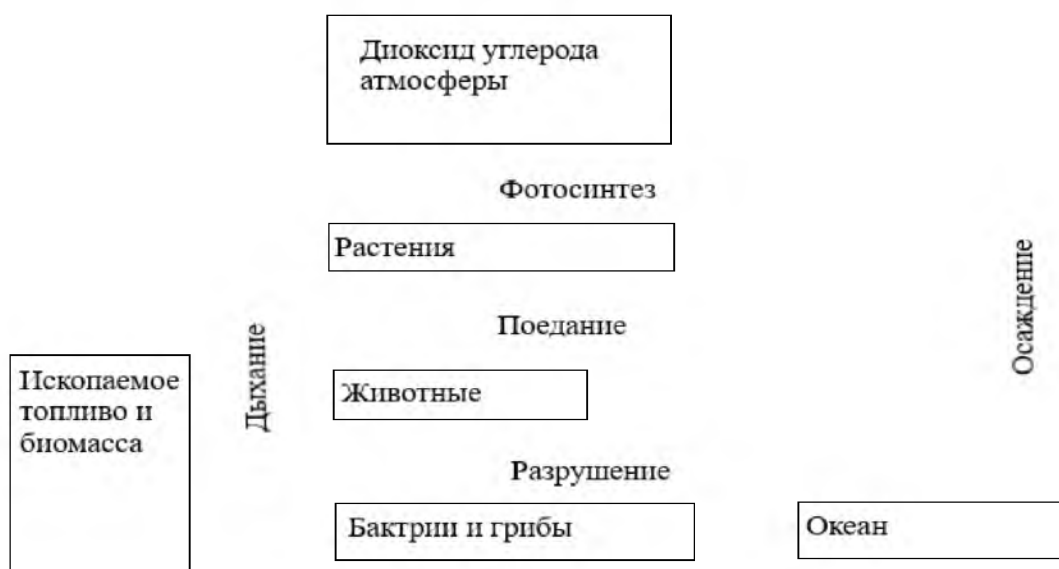 Диоксид углерода
атмосферы
Фотосинтез
Растения
Осаждение
Поедание
Дыхание
Ископаемое
топливо и
биомасса
Животные
Разрушение
Бактрии и грибы
Океан